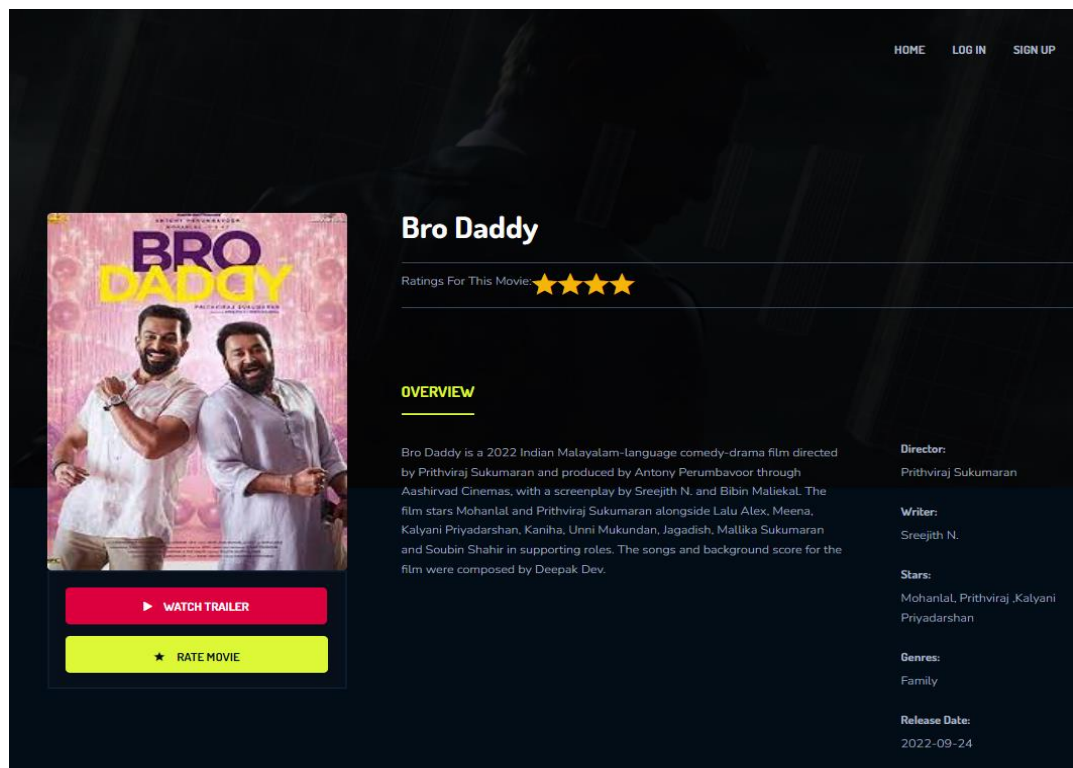 HOME LOG IN SIGN UP
BRO
DADDY
PRITHVIRAJ SUKUMARAN
Bro Daddy
Ratings For This Movie:
OVERVIEW
Bro Daddy is a 2022 Indian Malayalam-language comedy-drama film directed
by Prithviraj Sukumaran and produced by Antony Perumbavoor through
Aashirvad Cinemas, with a screenplay by Sreejith N. and Bibin Maliekal. The
film stars Mohanlal and Prithviraj Sukumaran alongside Lalu Alex, Meena,
Kalyani Priyadarshan, Kaniha, Unni Mukundan, Jagadish, Mallika Sukumaran
and Soubin Shahir in supporting roles. The songs and background score for the
film were composed by Deepak Dev.
Director:
Prithviraj Sukumaran
Writer:
Sreejith N.
Stars:
Mohanlal, Prithviraj ,Kalyani
Priyadarshan
Genres:
Family
Release Date:
2022-09-24
WATCH TRAILER
RATE MOVIE